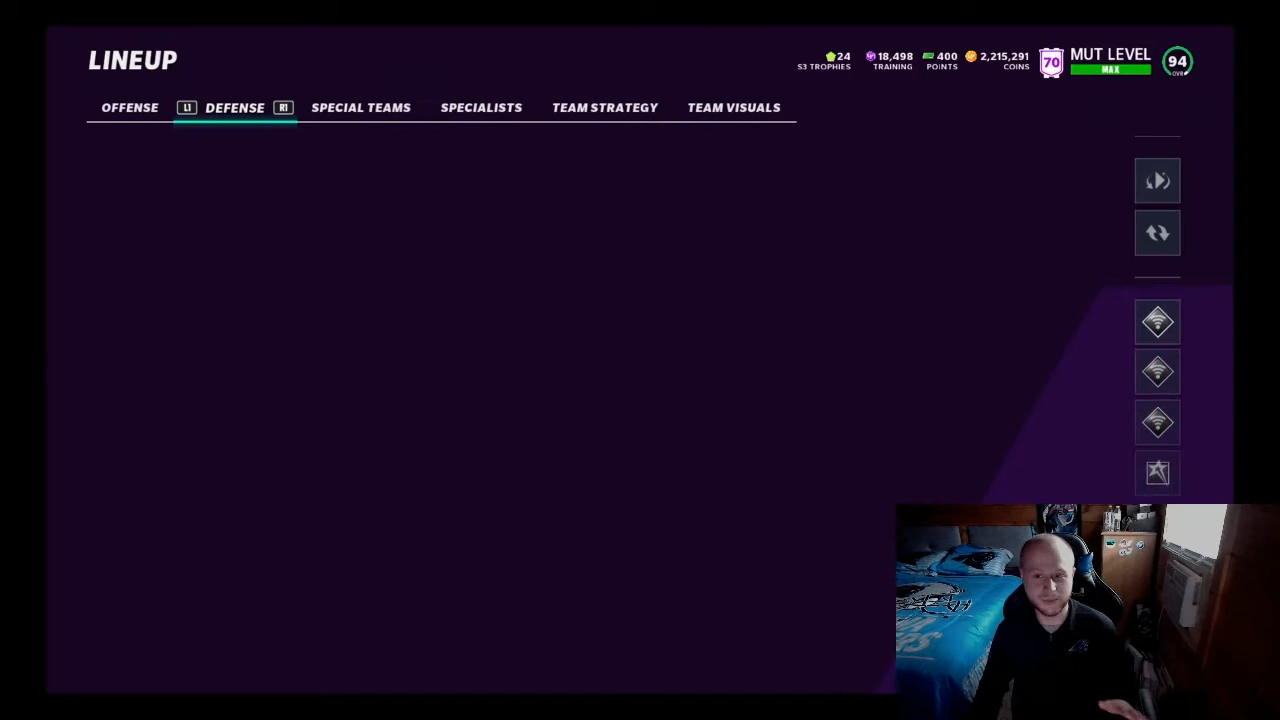 LINEUP
24
S3 TROPHIES
18,498
TRAINING
400
POINTS
2,215,291
COINS
70
MUT LEVEL
MAX
94
OVR
OFFENSE
L1
DEFENSE
R1
SPECIAL TEAMS
SPECIALISTS
TEAM STRATEGY
TEAM VISUALS